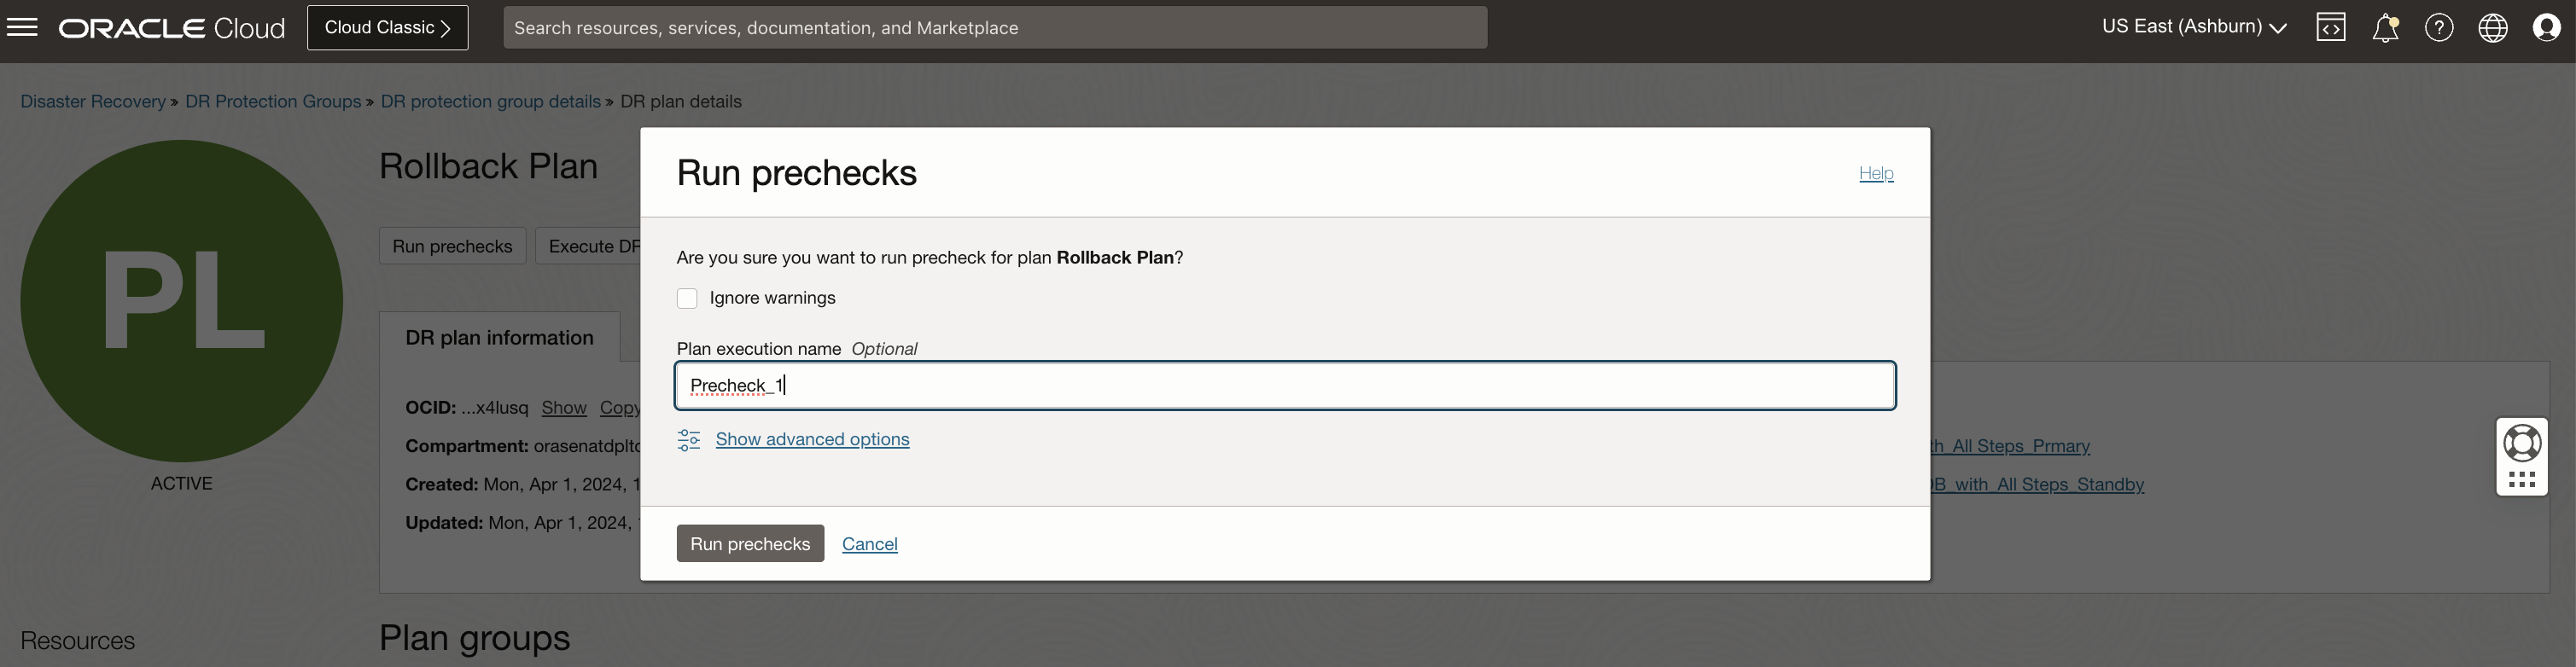 ORACLE Cloud
Cloud Classic
Search resources, services, documentation, and Marketplace
US East (Ashburn)
Disaster Recovery » DR Protection Groups » DR protection group details » DR plan details
PL
ACTIVE
Rollback Plan
Run prechecks
Execute DR
DR plan information
OCID: ...x4lusq Show Copy
Compartment: orasenatdpltc
Created: Mon, Apr 1, 2024, 1
Updated: Mon, Apr 1, 2024,
Run prechecks
Help
Are you sure you want to run precheck for plan Rollback Plan?
Ignore warnings
Plan execution name Optional
Precheck_1
Show advanced options
Run prechecks
Cancel
th_All Steps_Prmary
DB_with_All Steps_Standby
Resources
Plan groups